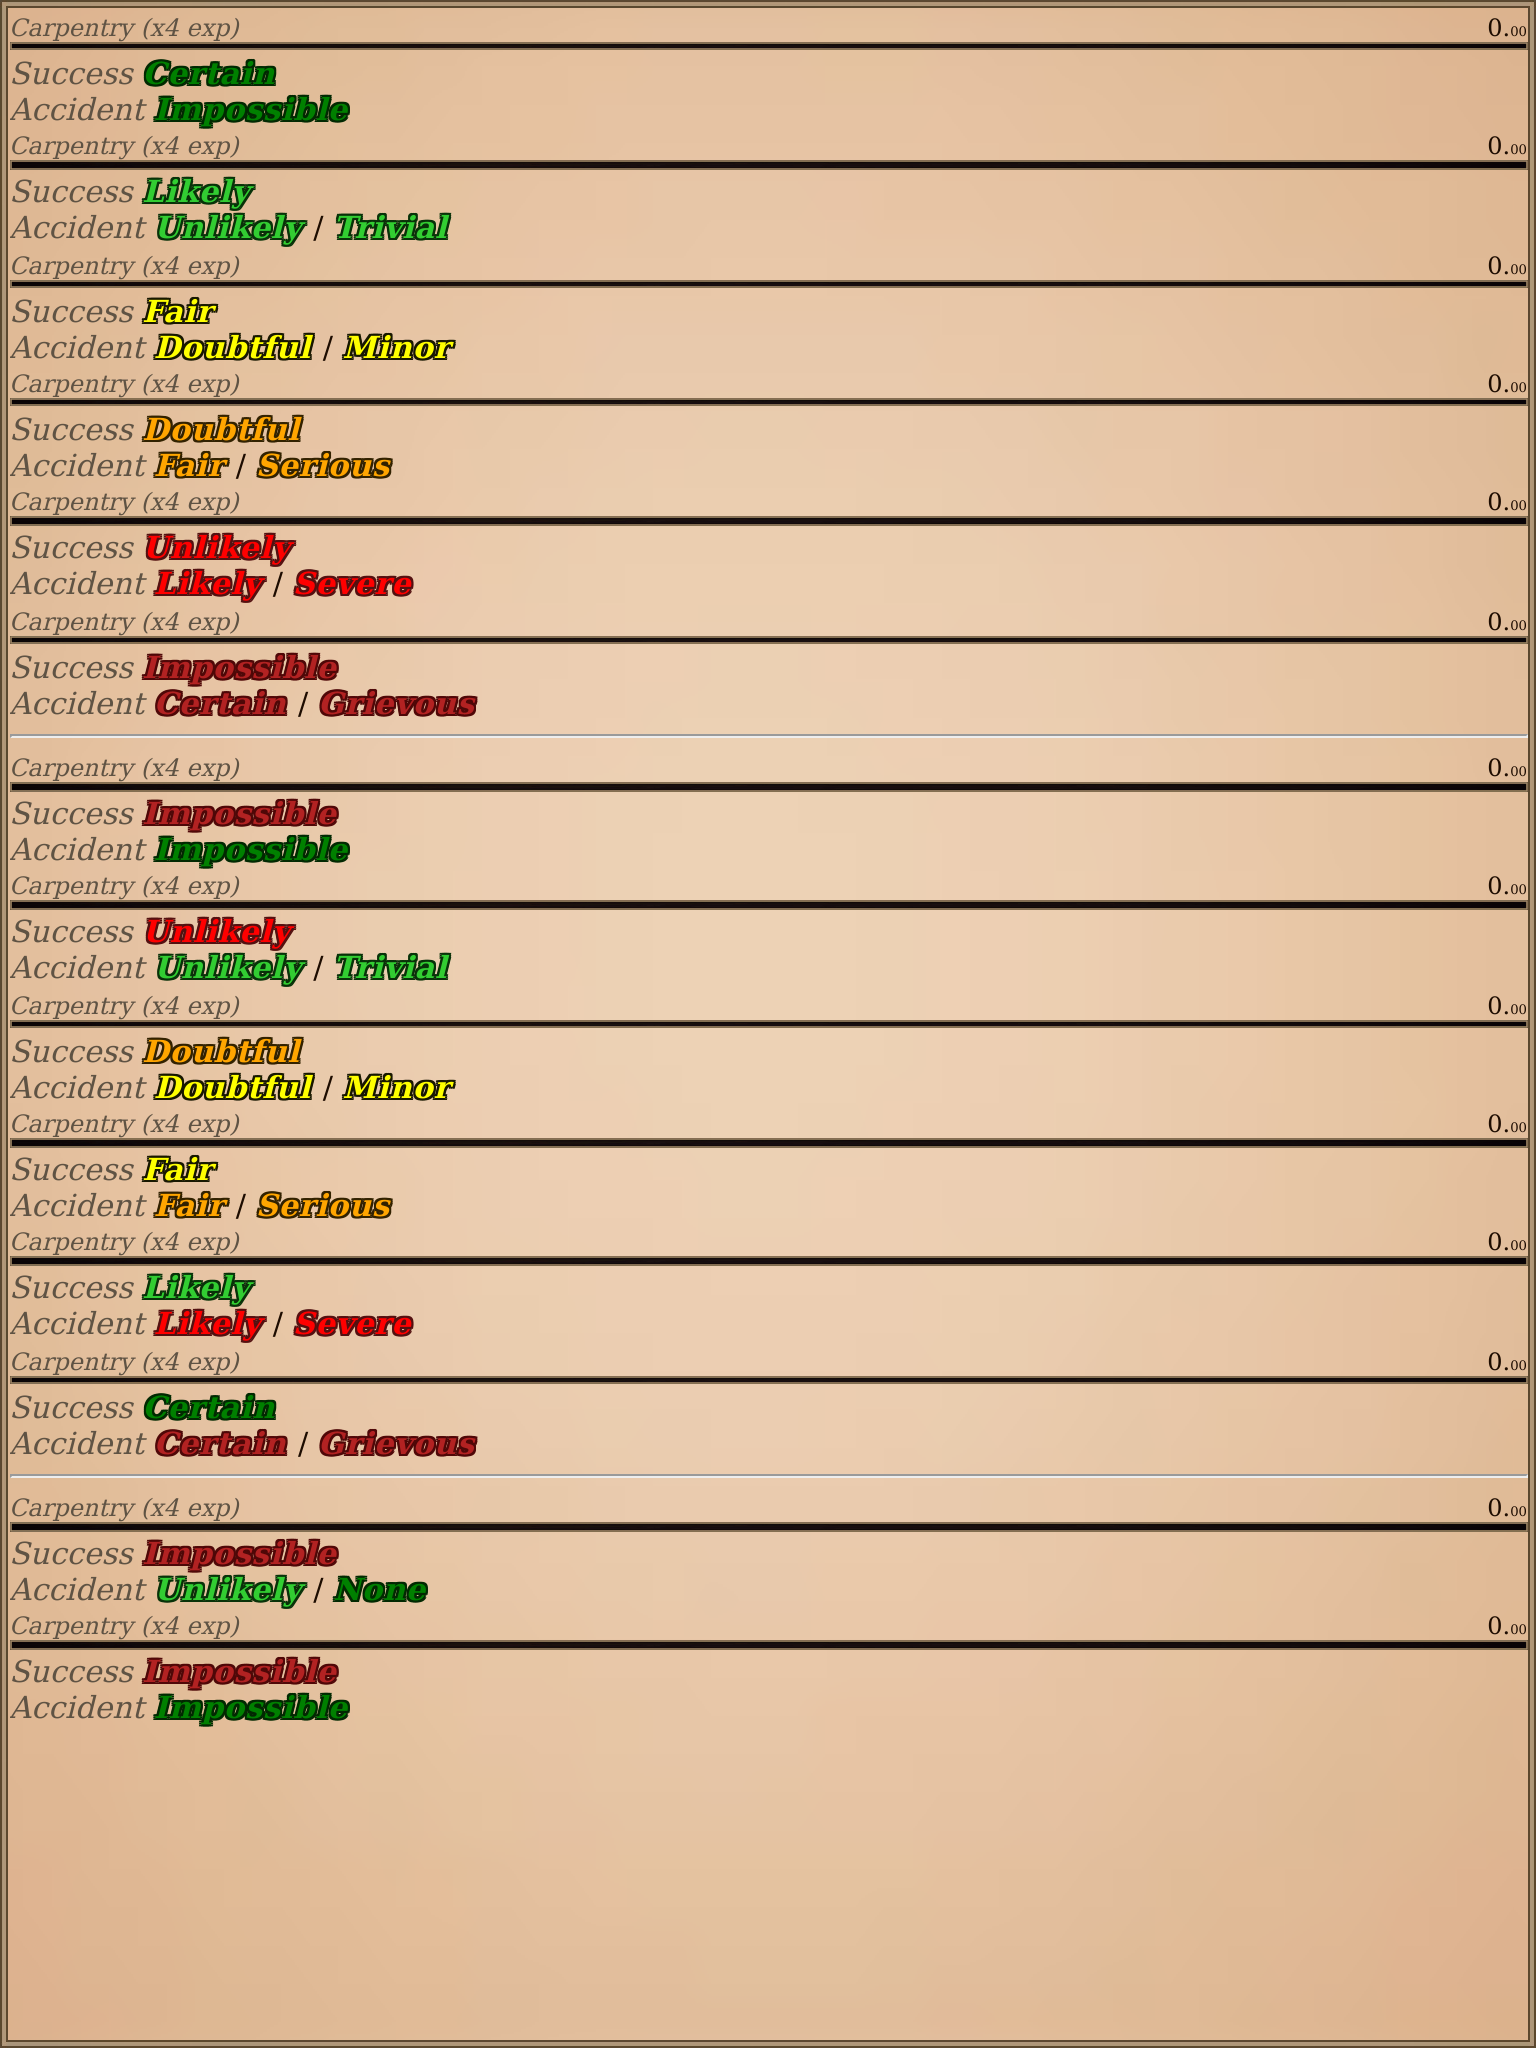 Carpentry (x4 exp) 0.00
Success Certain
Accident Impossible
Carpentry (x4 exp) 0.00
Success Likely
Accident Unlikely / Trivial
Carpentry (x4 exp) 0.00
Success Fair
Accident Doubtful / Minor
Carpentry (x4 exp) 0.00
Success Doubtful
Accident Fair / Serious
Carpentry (x4 exp) 0.00
Success Unlikely
Accident Likely / Severe
Carpentry (x4 exp) 0.00
Success Impossible
Accident Certain / Grievous
Carpentry (x4 exp) 0.00
Success Impossible
Accident Impossible
Carpentry (x4 exp) 0.00
Success Unlikely
Accident Unlikely / Trivial
Carpentry (x4 exp) 0.00
Success Doubtful
Accident Doubtful / Minor
Carpentry (x4 exp) 0.00
Success Fair
Accident Fair / Serious
Carpentry (x4 exp) 0.00
Success Likely
Accident Likely / Severe
Carpentry (x4 exp) 0.00
Success Certain
Accident Certain / Grievous
Carpentry (x4 exp) 0.00
Success Impossible
Accident Unlikely / None
Carpentry (x4 exp) 0.00
Success Impossible
Accident Impossible